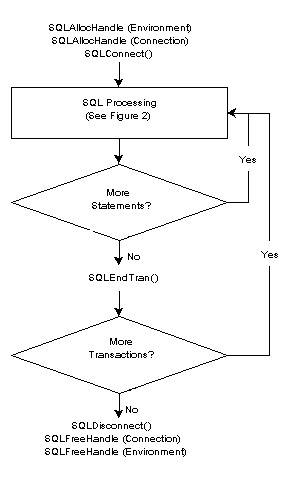 SQLAllocHandle (Environment)
SQLAllocHandle (Connection)
SQLConnect()
SQL Processing
(See Figure 2)
Yes
More
Statements?
No
Yes
SQLEndTran()
More
Transactions?
No
SQLDisconnect()
SQLFreeHandle (Connection)
SQLFreeHandle (Environment)